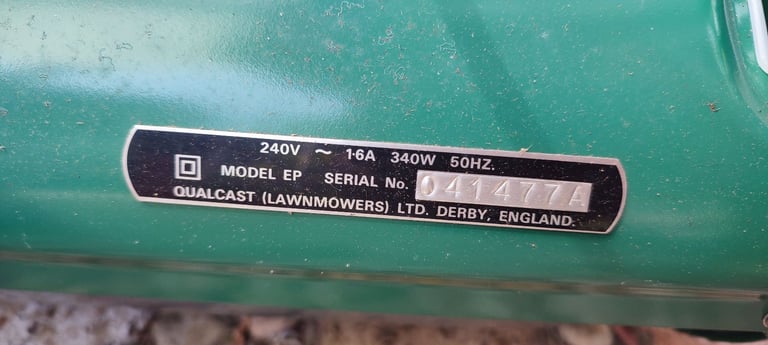 240V ~ 1·6A 340W 50HZ.
MODEL EP SERIAL No. 041477A
QUALCAST (LAWNMOWERS) LTD. DERBY, ENGLAND.